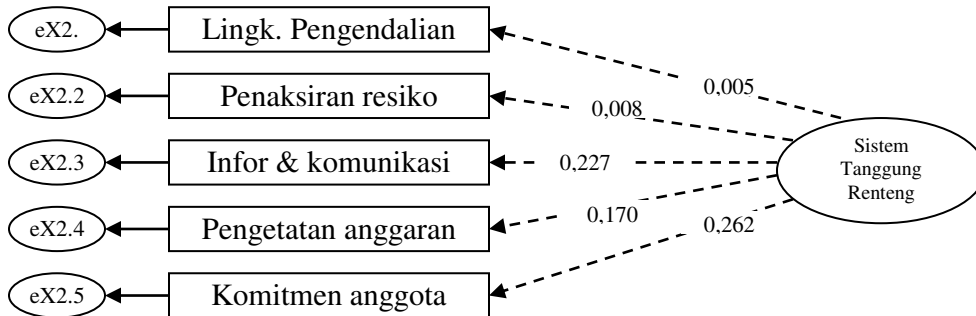 eX2.
Lingk. Pengendalian
0,005
eX2.2
Penaksiran resiko
0,008
eX2.3
Infor & komunikasi
0,227
Sistem
Tanggung
Renteng
eX2.4
Pengetatan anggaran
0,170
0,262
eX2.5
Komitmen anggota